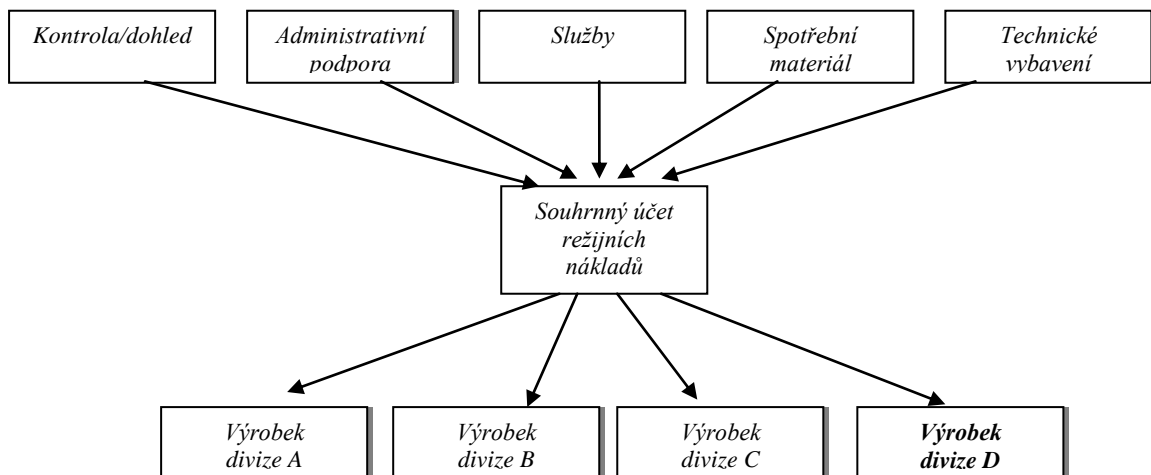 Kontrola/dohled
Administrativní
podpora
Služby
Spotřební
materiál
Technické
vybavení
Souhrnný účet
režijních
nákladů
Výrobek
divize A
Výrobek
divize B
Výrobek
divize C
Výrobek
divize D